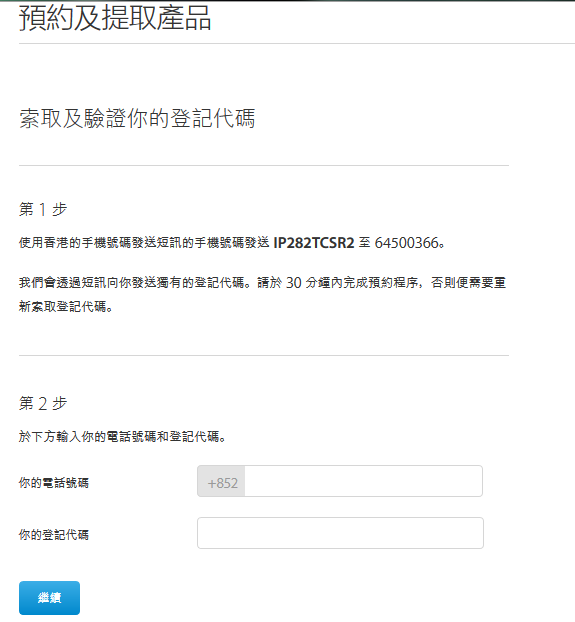 預約及提取產品
索取及驗證你的登記代碼
第 1 步
使用香港的手機號碼發送短訊的手機號碼發送 IP282TCSR2 至 64500366。
我們會透過短訊向你發送獨有的登記代碼。請於 30 分鐘內完成預約程序，否則便需要重
新索取登記代碼。
第 2 步
於下方輸入你的電話號碼和登記代碼。
你的電話號碼 +852
你的登記代碼
繼續